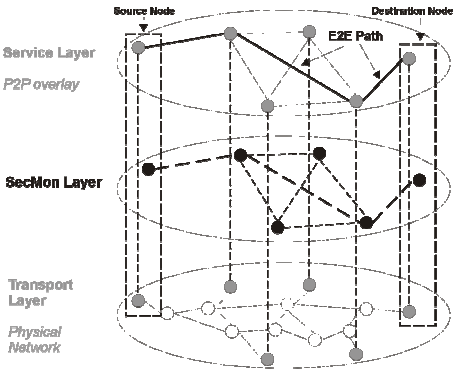 Source Node
Destination Node
Service Layer
E2E Path
P2P overlay
SecMon Layer
Transport
Layer
Physical
Network